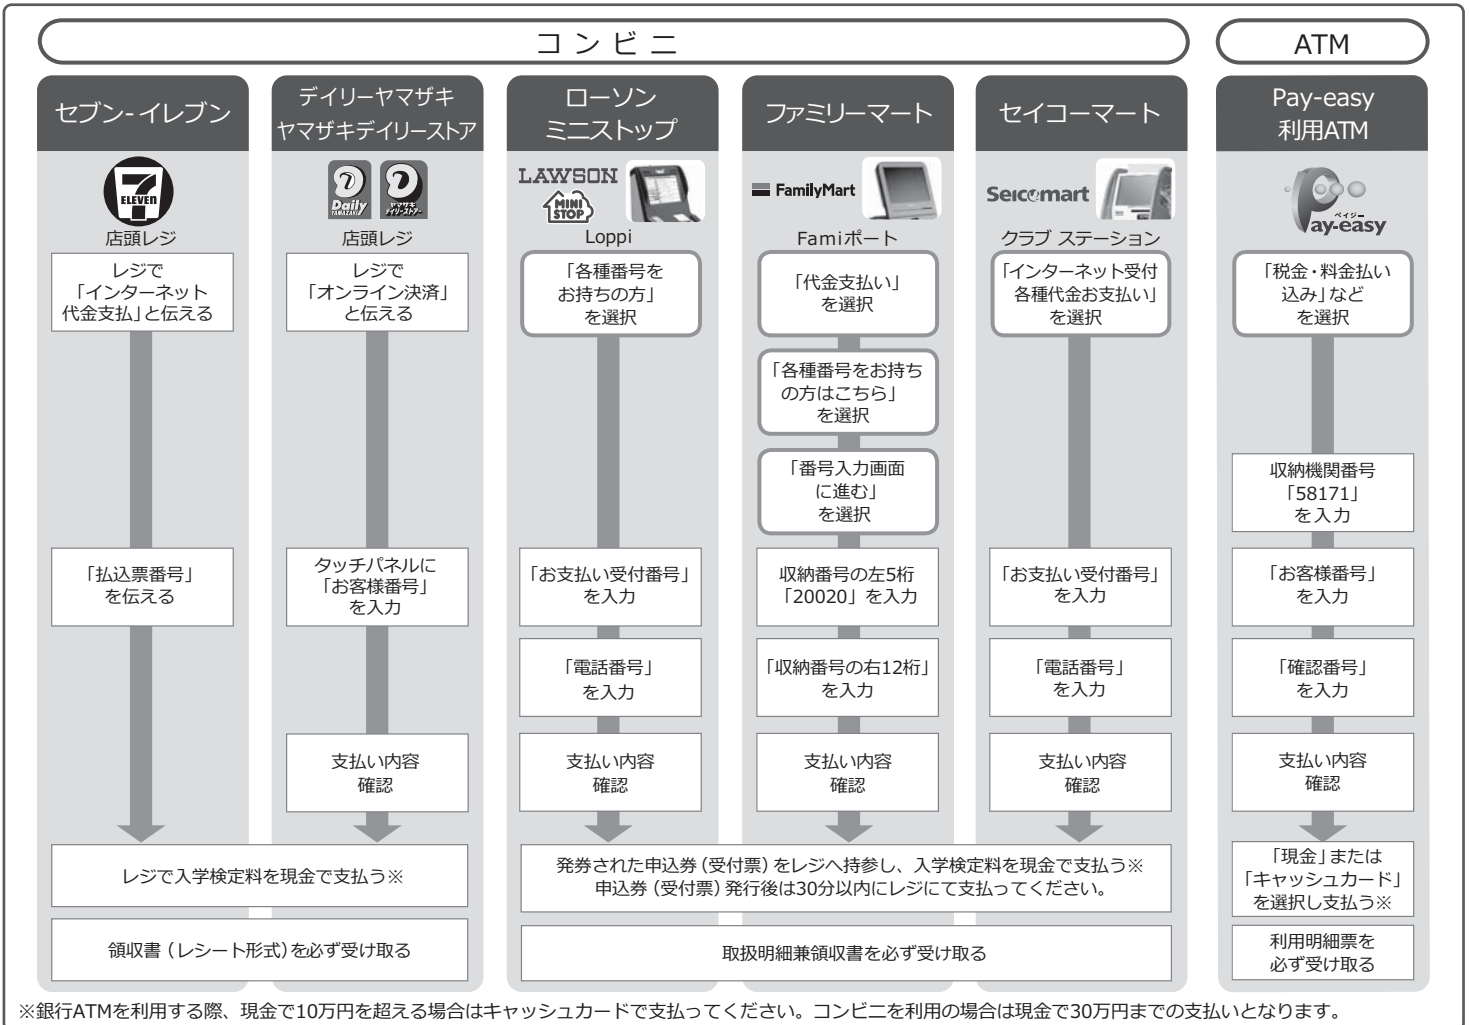 コンビニ
ATM
セブン-イレブン
7
ELEVEN
店頭レジ
レジで
「インターネット
代金支払」と伝える
「払込票番号」
を伝える
デイリーヤマザキ
ヤマザキデイリーストア
Daily
YAMAZAKI
ヤマザキ
デイリーストアー
店頭レジ
レジで
「オンライン決済」
と伝える
タッチパネルに
「お客様番号」
を入力
支払い内容
確認
レジで入学検定料を現金で支払う※
領収書（レシート形式）を必ず受け取る
ローソン
ミニストップ
LAWSON
MINI
STOP
Loppi
「各種番号を
お持ちの方」
を選択
「お支払い受付番号」
を入力
「電話番号」
を入力
支払い内容
確認
ファミリーマート
FamilyMart
Famiポート
「代金支払い」
を選択
「各種番号をお持ち
の方はこちら」
を選択
「番号入力画面
に進む」
を選択
収納番号の左5桁
「20020」を入力
「収納番号の右12桁」
を入力
支払い内容
確認
セイコーマート
Seicomart
クラブ ステーション
「インターネット受付
各種代金お支払い」
を選択
「お支払い受付番号」
を入力
「電話番号」
を入力
支払い内容
確認
発券された申込券（受付票）をレジへ持参し、入学検定料を現金で支払う※
申込券（受付票）発行後は30分以内にレジにて支払ってください。
取扱明細兼領収書を必ず受け取る
Pay-easy
利用ATM
ペイジー
Pay-easy
「税金・料金払い
込み」など
を選択
収納機関番号
「58171」
を入力
「お客様番号」
を入力
「確認番号」
を入力
支払い内容
確認
「現金」または
「キャッシュカード」
を選択し支払う※
利用明細票を
必ず受け取る
※銀行ATMを利用する際、現金で10万円を超える場合はキャッシュカードで支払ってください。コンビニを利用の場合は現金で30万円までの支払いとなります。